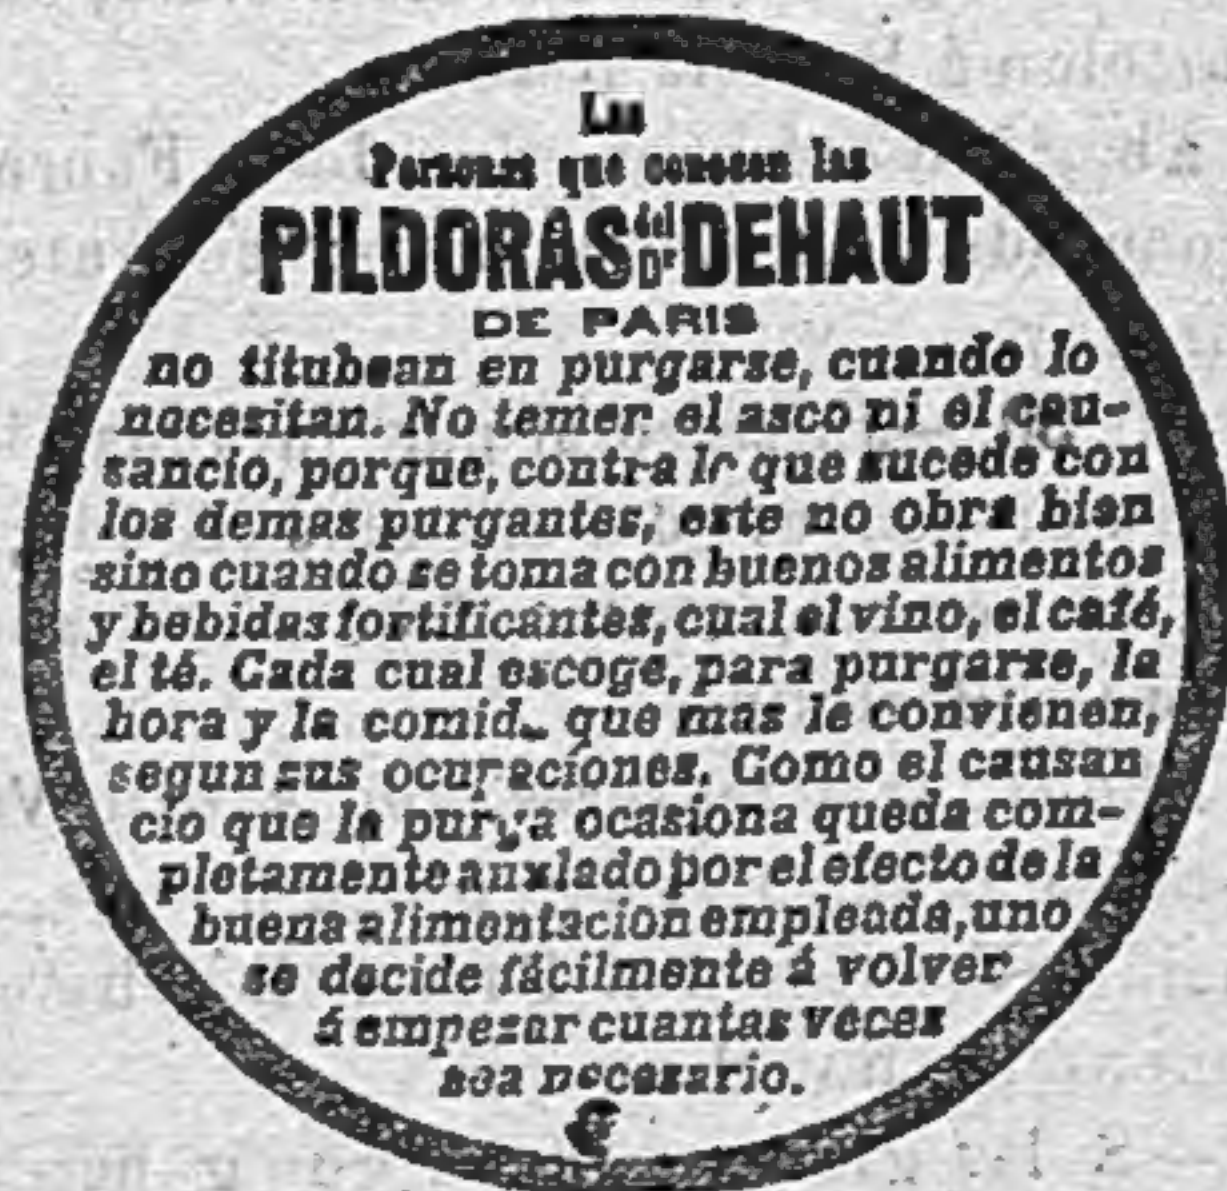 Las
Personas que conocen las
PILDORAS del Dr DEHAUT
DE PARIS
no titubean en purgarse, cuando lo
necesitan. No temen el asco ni el cau-
sancio, porque, contra lo que sucede con
los demas purgantes, este no obra bien
sino cuando se toma con buenos alimentos
y bebidas fortificantes, cual el vino, el café,
el té. Cada cual escoge, para purgarse, la
hora y la comida que mas le convienen,
segun sus ocupaciones. Como el causan
cio que la purga ocasiona queda com-
pletamente anulado por el efecto de la
buena alimentacion empleada, uno
se decide fácilmente á volver
á empezar cuantas veces
sea necesario.